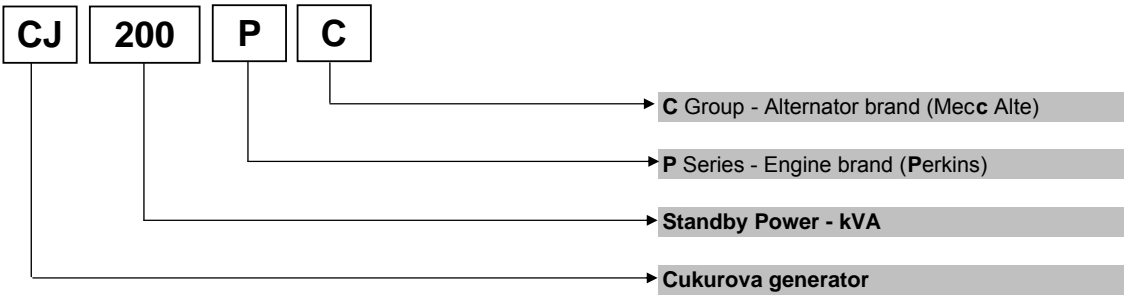 CJ 200 P C
C Group - Alternator brand (Mecc Alte)
P Series - Engine brand (Perkins)
Standby Power - kVA
Cukurova generator